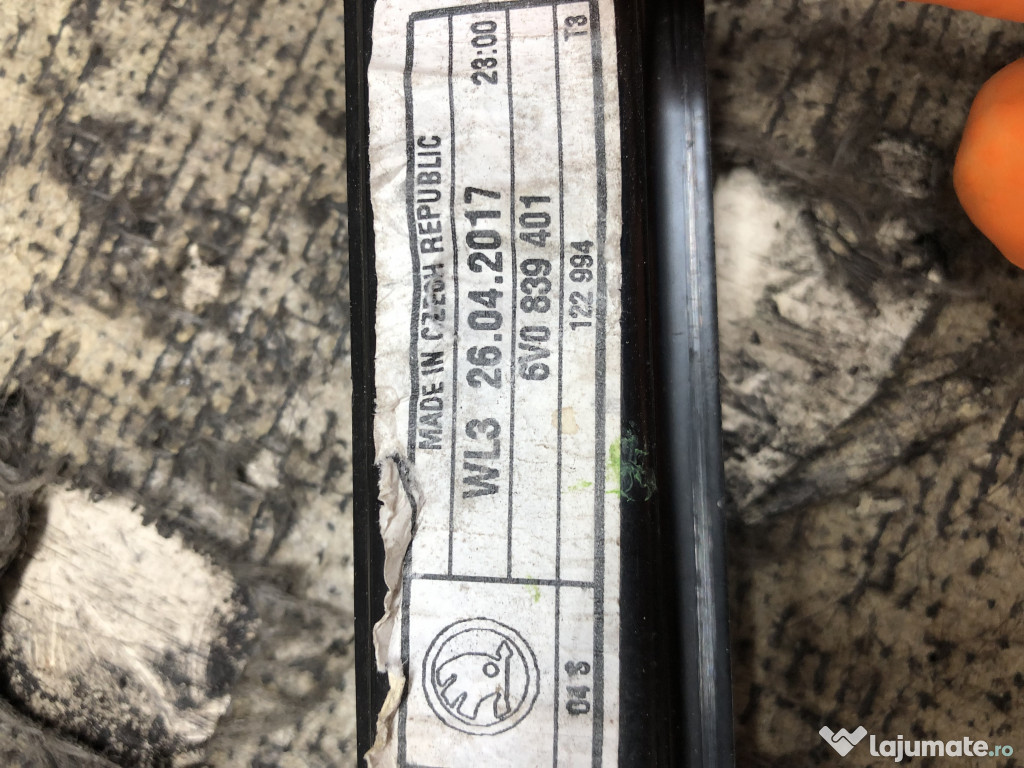 MADE IN CZECH REPUBLIC
WL3 26.04.2017 23:00
6V0 839 401
122 994 T3
04 S
lajumate.ro